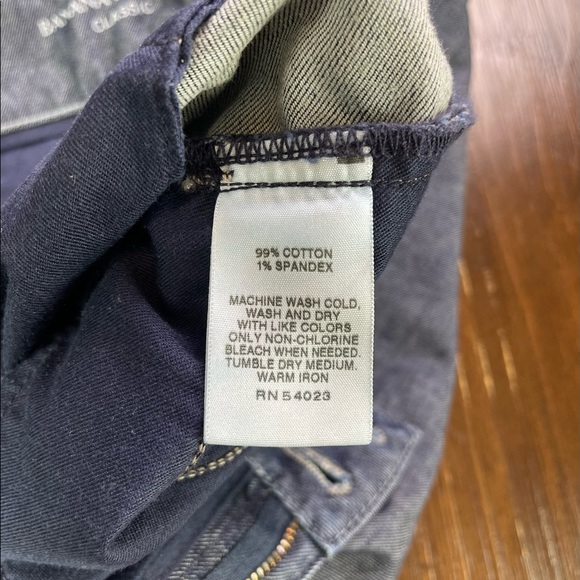 CLASSIC
99% COTTON
1% SPANDEX
MACHINE WASH COLD,
WASH AND DRY
WITH LIKE COLORS
ONLY NON-CHLORINE
BLEACH WHEN NEEDED.
TUMBLE DRY MEDIUM.
WARM IRON
RN 54023